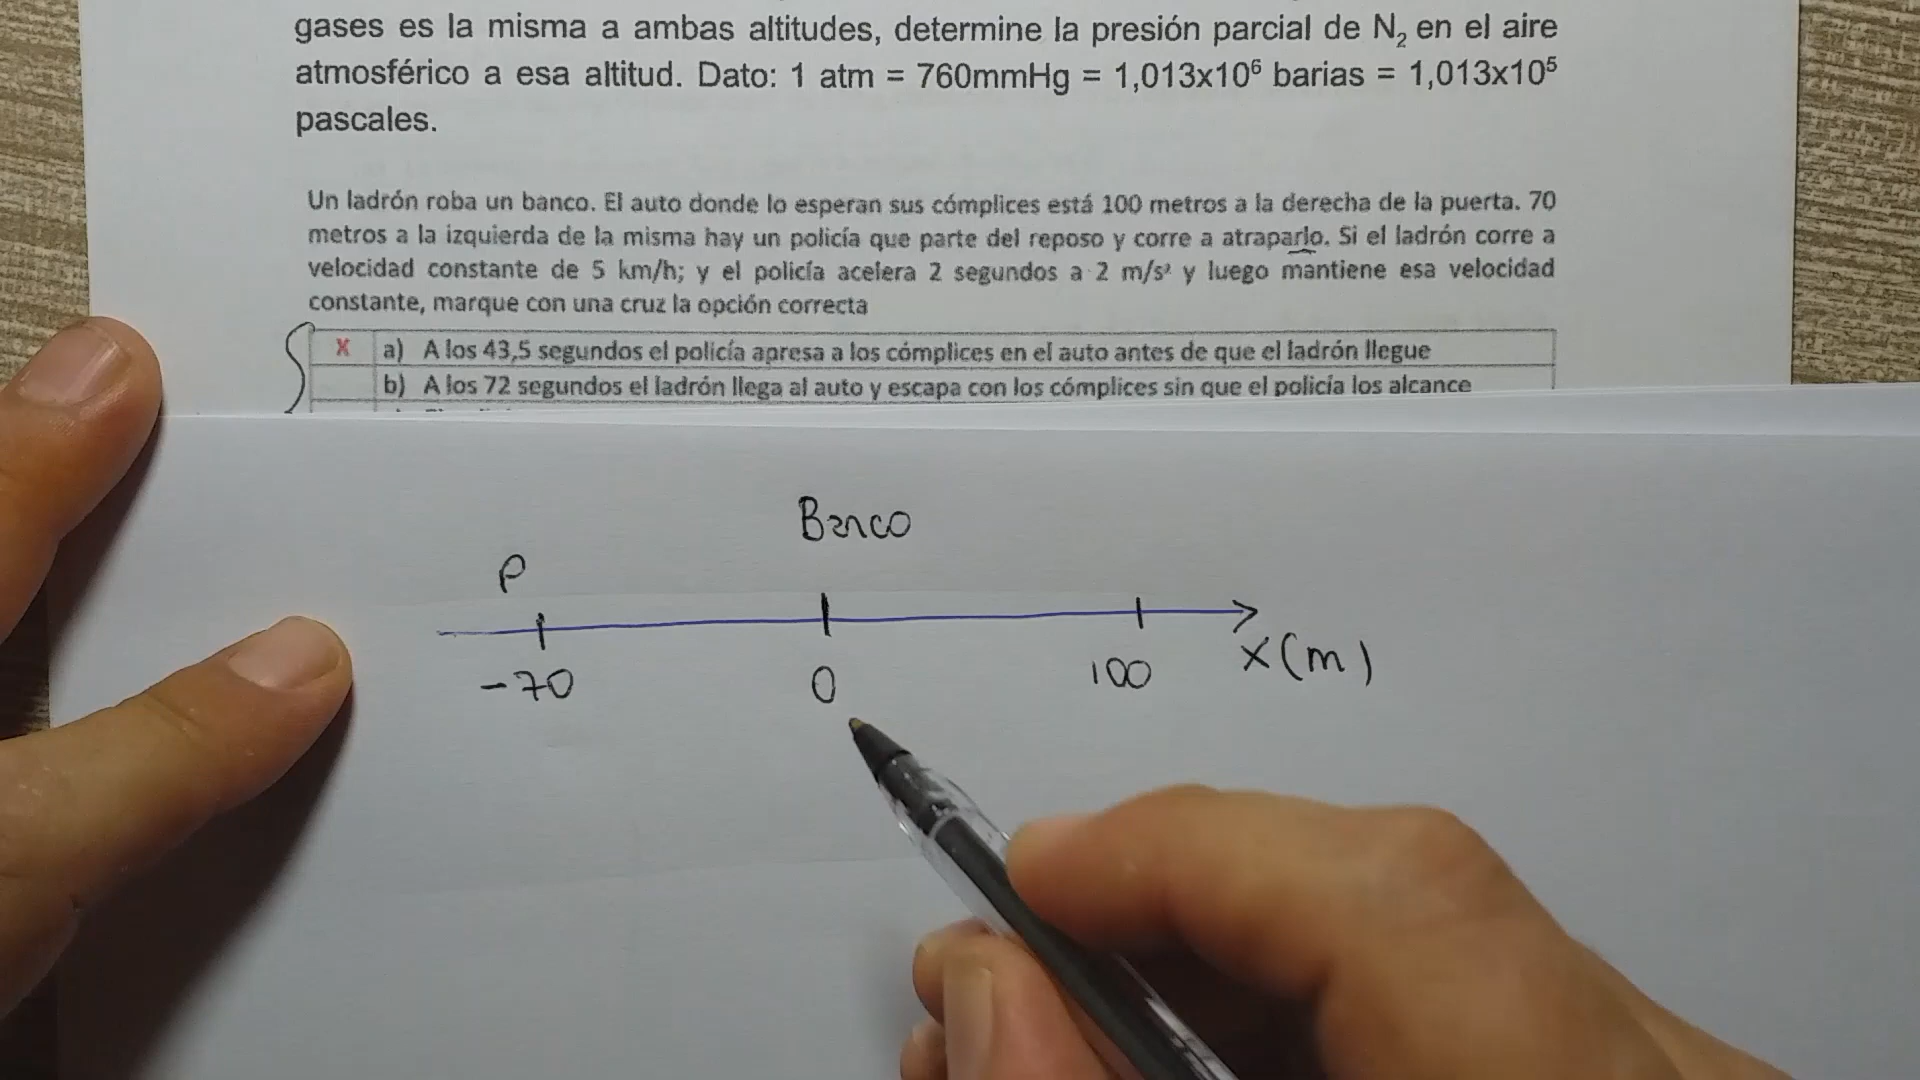 gases es la misma a ambas altitudes, determine la presión parcial de N₂ en el aire
atmosférico a esa altitud. Dato: 1 atm = 760mmHg = 1,013x10⁶ barias = 1,013x10⁵
pascales.
Un ladrón roba un banco. El auto donde lo esperan sus cómplices está 100 metros a la derecha de la puerta. 70
metros a la izquierda de la misma hay un policía que parte del reposo y corre a atraparlo. Si el ladrón corre a
velocidad constante de 5 km/h; y el policía acelera 2 segundos a 2 m/s² y luego mantiene esa velocidad
constante, marque con una cruz la opción correcta
X a) A los 43,5 segundos el policía apresa a los cómplices en el auto antes de que el ladrón llegue
b) A los 72 segundos el ladrón llega al auto y escapa con los cómplices sin que el policía los alcance
Banco
P
-70 0 100 X(m)